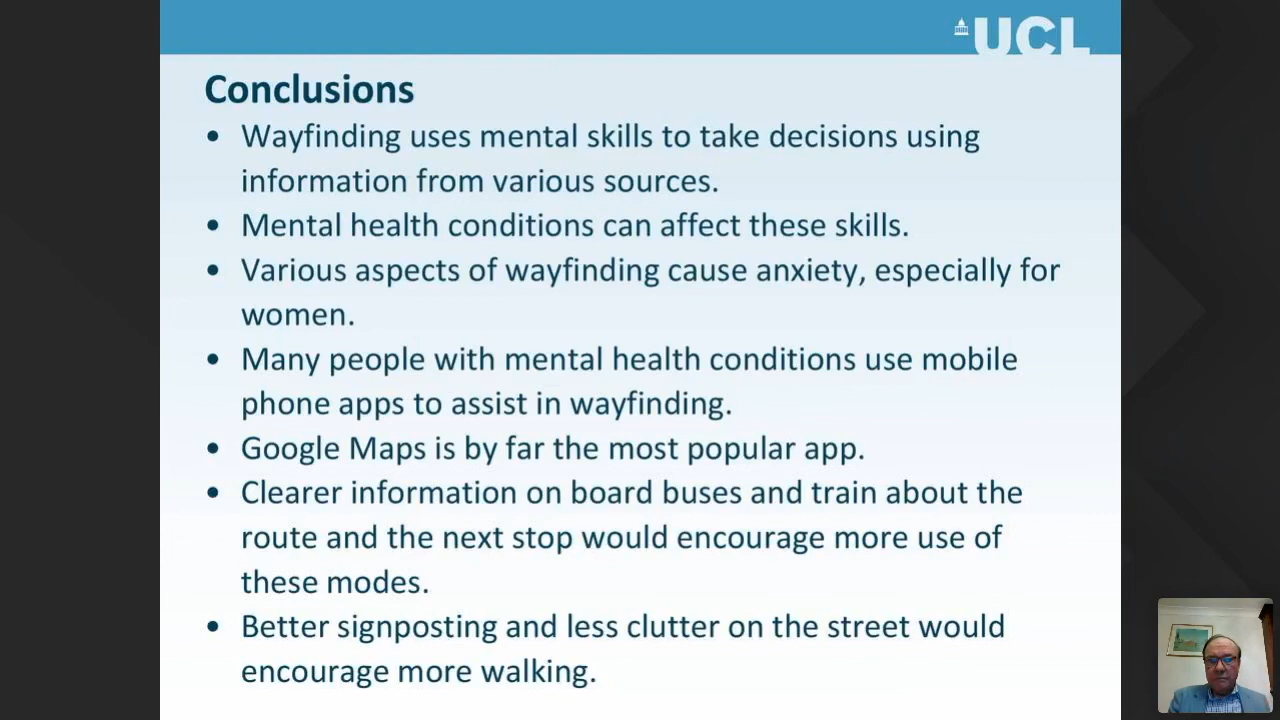 UCL
Conclusions
• Wayfinding uses mental skills to take decisions using
information from various sources.
• Mental health conditions can affect these skills.
• Various aspects of wayfinding cause anxiety, especially for
women.
• Many people with mental health conditions use mobile
phone apps to assist in wayfinding.
• Google Maps is by far the most popular app.
• Clearer information on board buses and train about the
route and the next stop would encourage more use of
these modes.
• Better signposting and less clutter on the street would
encourage more walking.